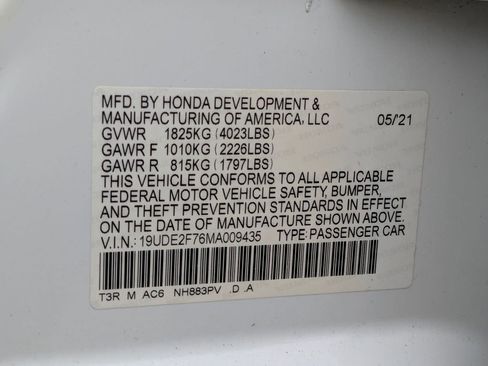 MFD. BY HONDA DEVELOPMENT &
MANUFACTURING OF AMERICA, LLC 05/21
GVWR 1825KG (4023LBS)
GAWR F 1010KG (2226LBS)
GAWR R 815KG (1797LBS)
THIS VEHICLE CONFORMS TO ALL APPLICABLE
FEDERAL MOTOR VEHICLE SAFETY, BUMPER,
AND THEFT PREVENTION STANDARDS IN EFFECT
ON THE DATE OF MANUFACTURE SHOWN ABOVE.
V.I.N.: 19UDE2F76MA009435 TYPE: PASSENGER CAR
T3R M AC6 NH883PV .D .A